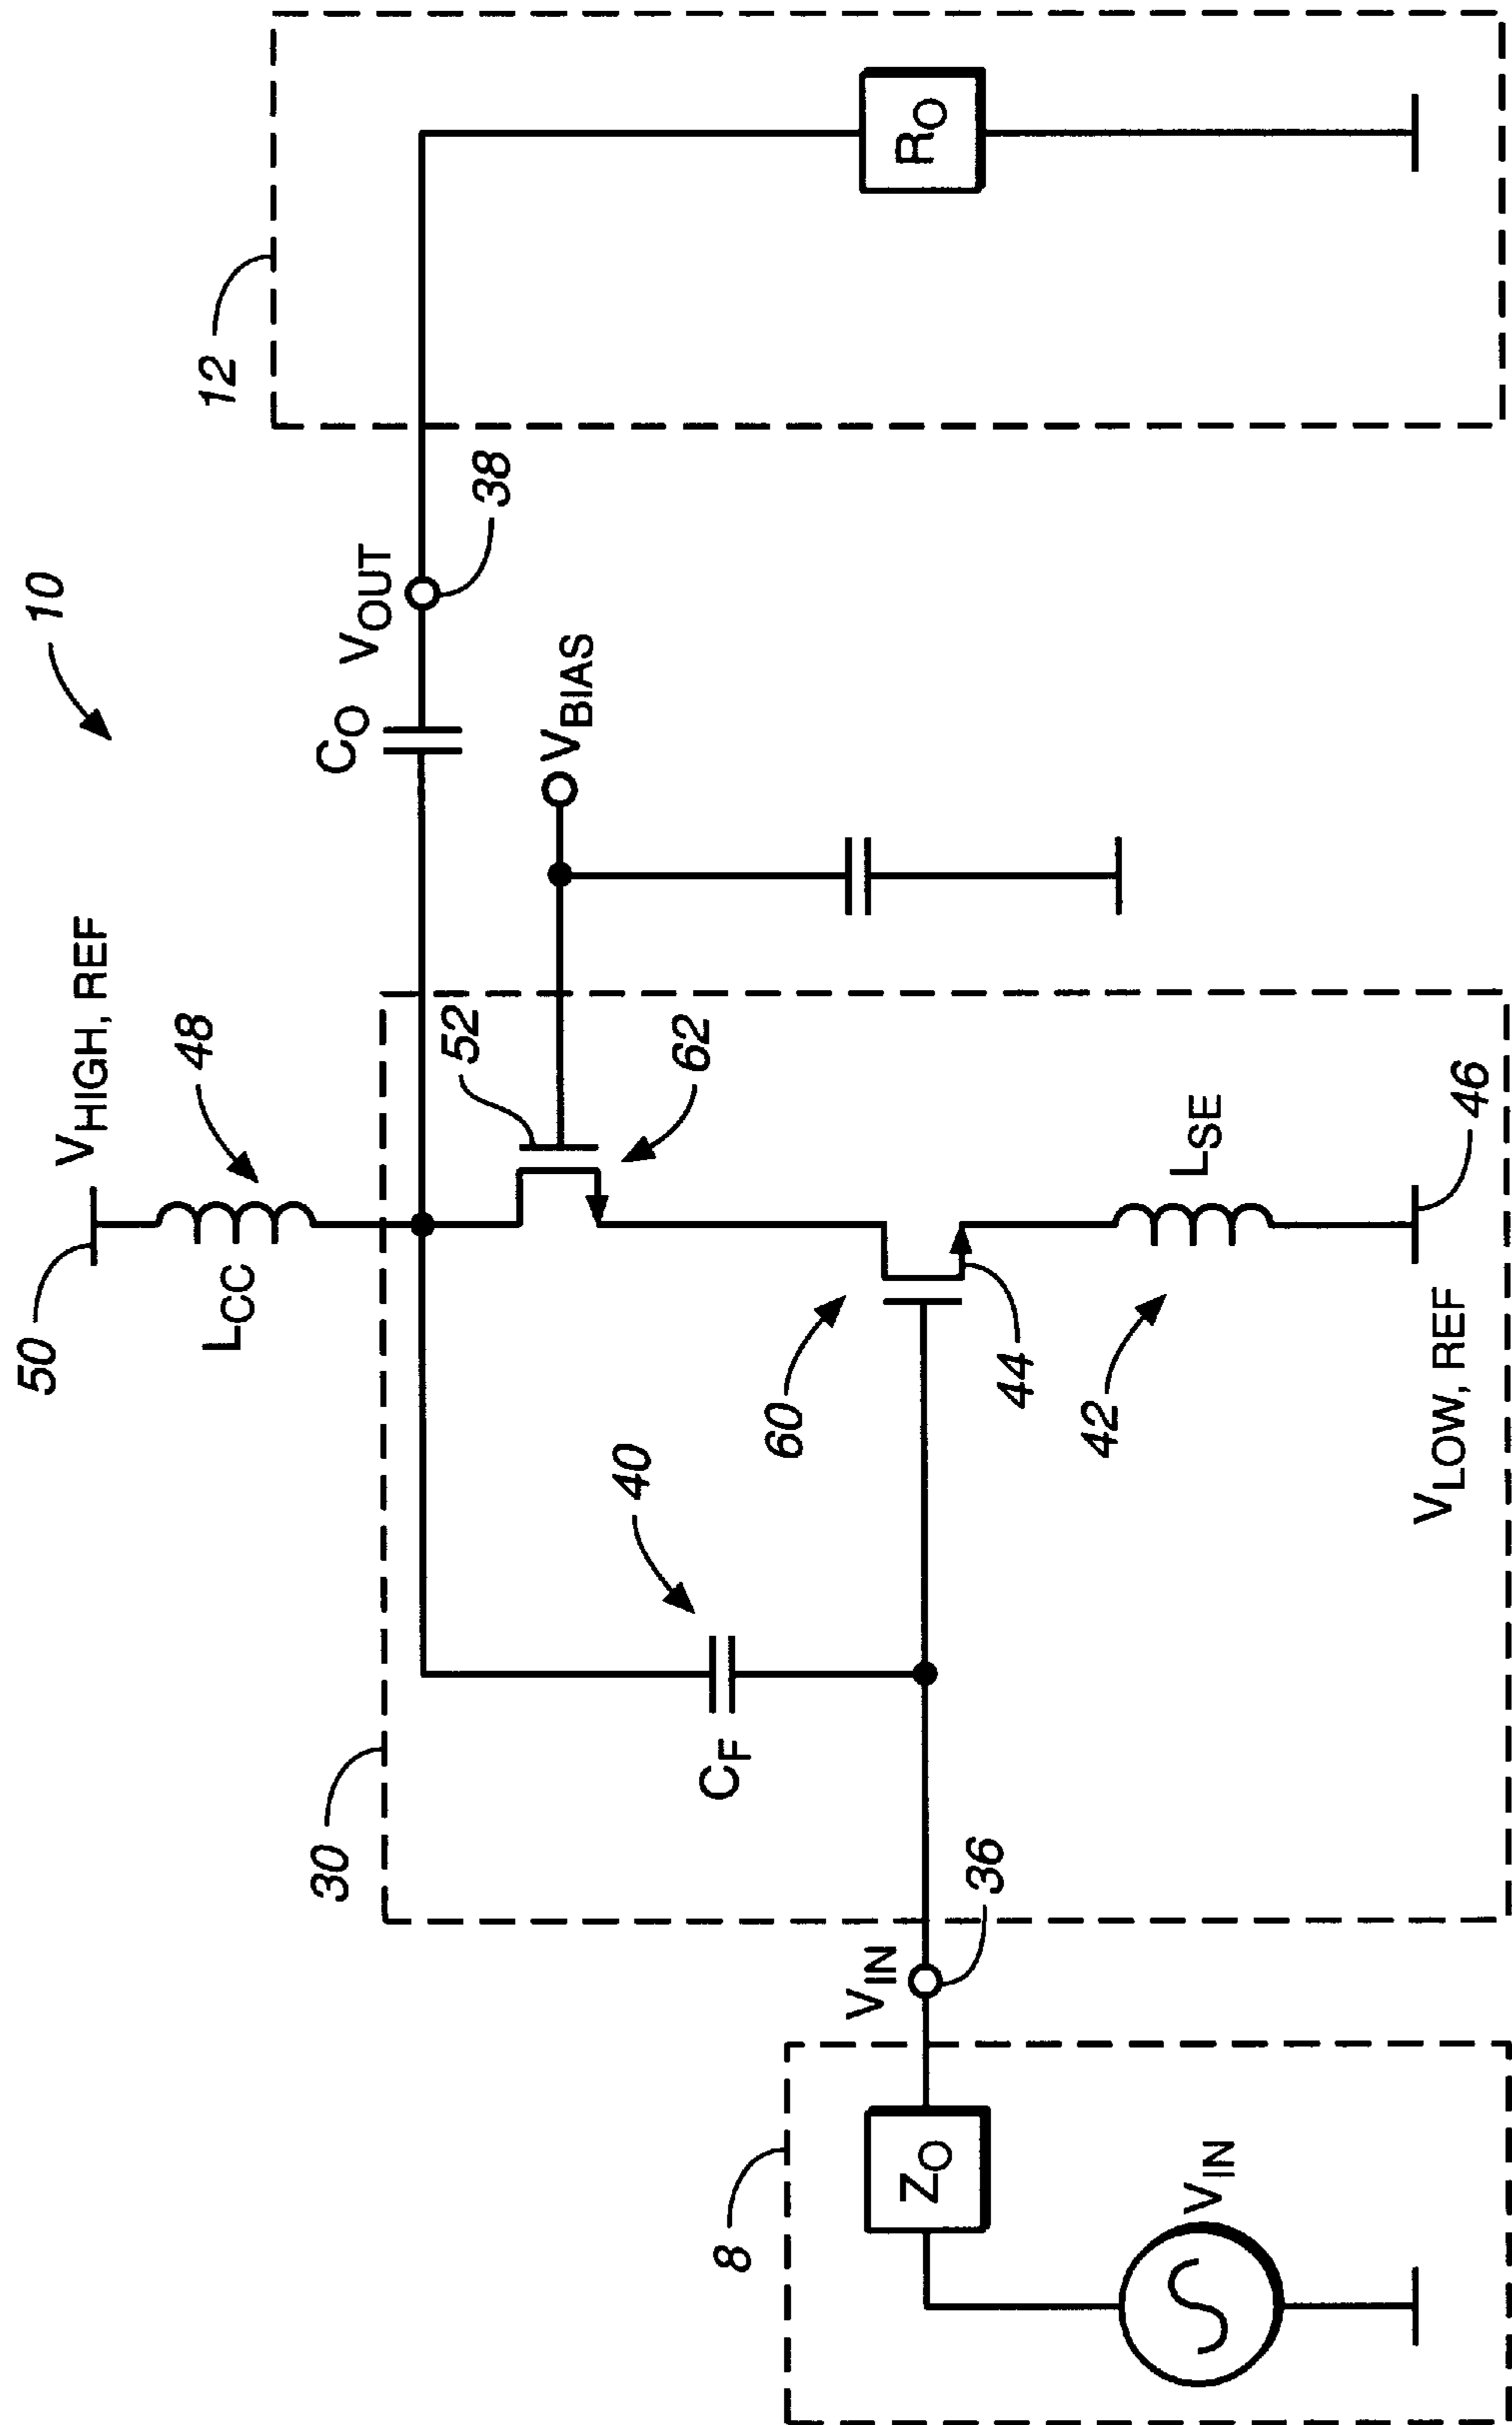 10
50
V_HIGH, REF
48
L_CC
12
C_O
V_OUT
38
V_BIAS
52
62
30
40
C_F
60
44
42
L_SE
V_LOW, REF
46
V_IN
36
8
Z_O
V_IN
R_O